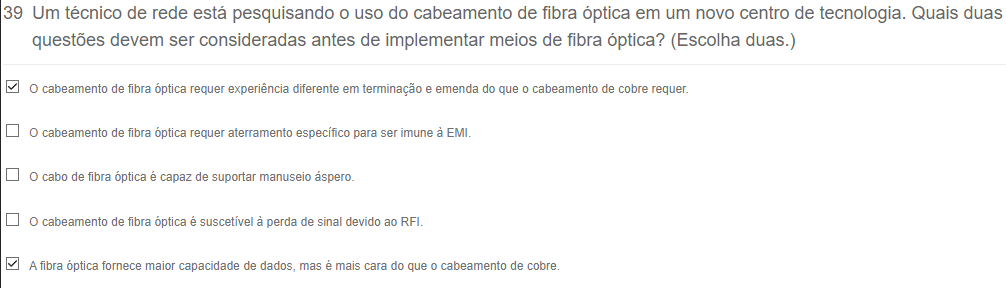 39 Um técnico de rede está pesquisando o uso do cabeamento de fibra óptica em um novo centro de tecnologia. Quais duas
questões devem ser consideradas antes de implementar meios de fibra óptica? (Escolha duas.)
O cabeamento de fibra óptica requer experiência diferente em terminação e emenda do que o cabeamento de cobre requer.
O cabeamento de fibra óptica requer aterramento específico para ser imune à EMI.
O cabo de fibra óptica é capaz de suportar manuseio áspero.
O cabeamento de fibra óptica é suscetível à perda de sinal devido ao RFI.
A fibra óptica fornece maior capacidade de dados, mas é mais cara do que o cabeamento de cobre.